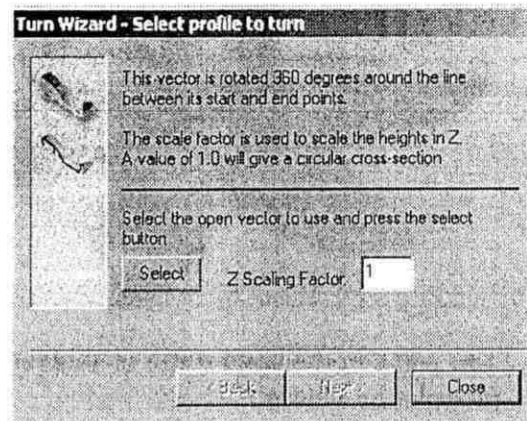 Turn Wizard - Select profile to turn
This vector is rotated 360 degrees around the line
between its start and end points.
The scale factor is used to scale the heights in Z.
A value of 1.0 will give a circular cross-section
Select the open vector to use and press the select
button
Select
Z Scaling Factor.
1
< Back
Next >
Close